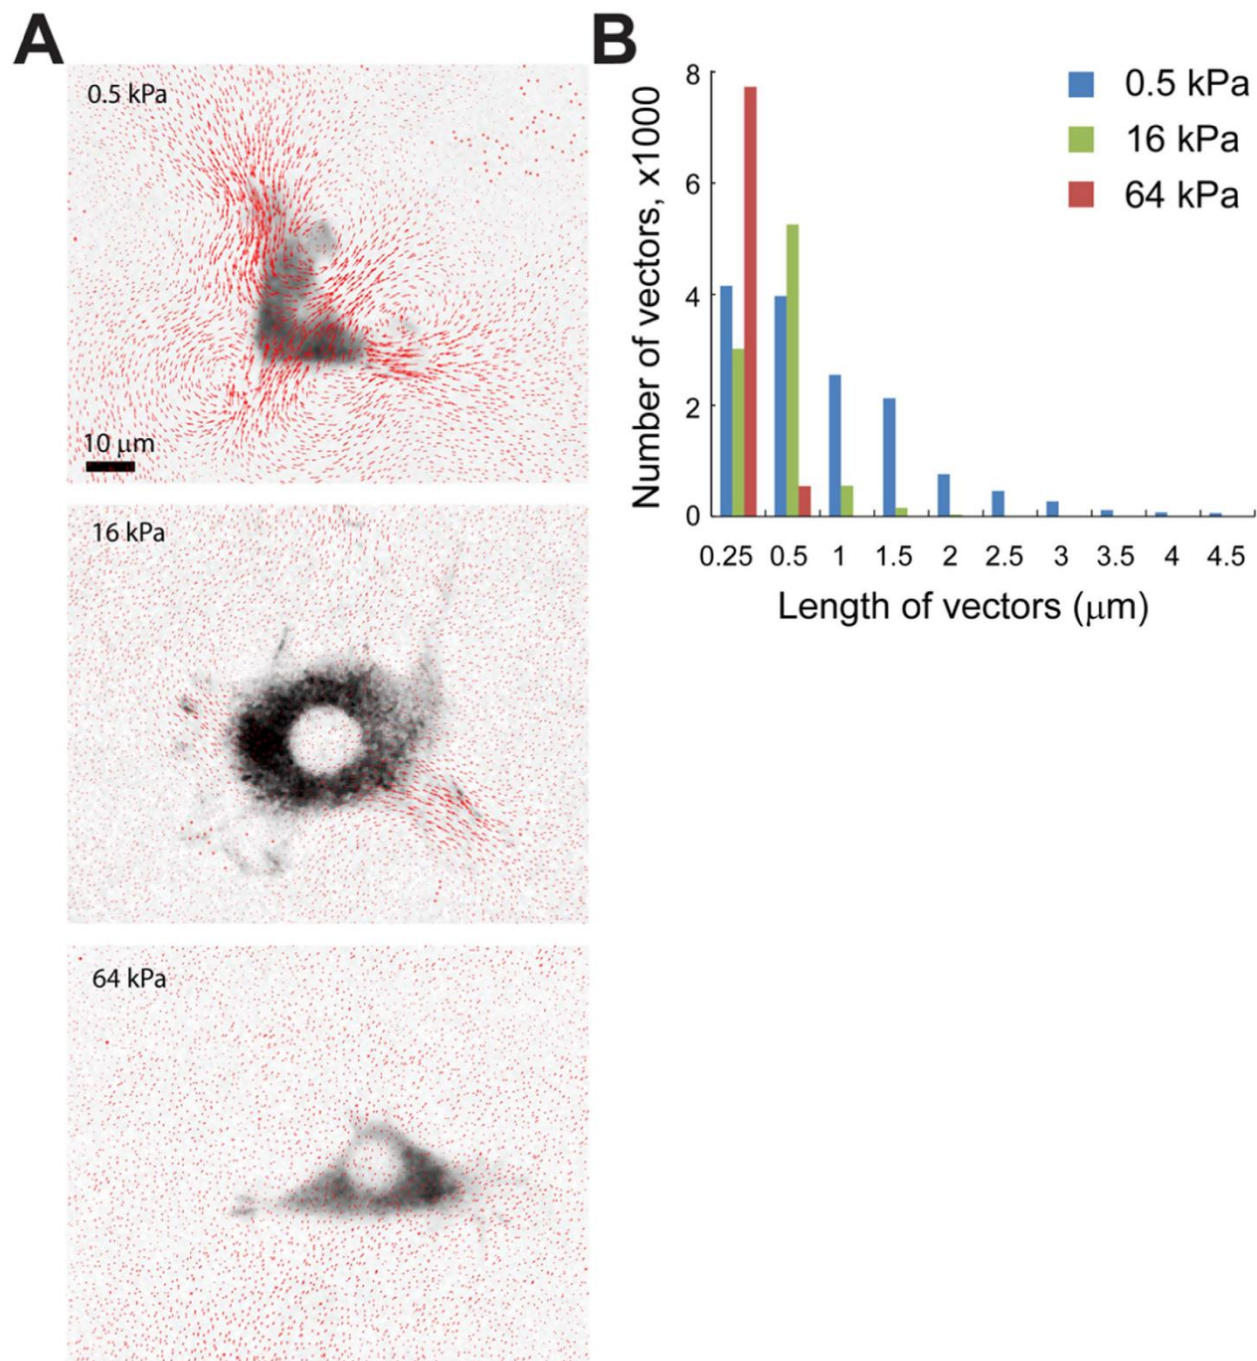 A
0.5 kPa
10 μm
16 kPa
64 kPa
B
Number of vectors, x1000
8
6
4
2
0
0.5 kPa
16 kPa
64 kPa
0.25 0.5 1 1.5 2 2.5 3 3.5 4 4.5
Length of vectors (μm)